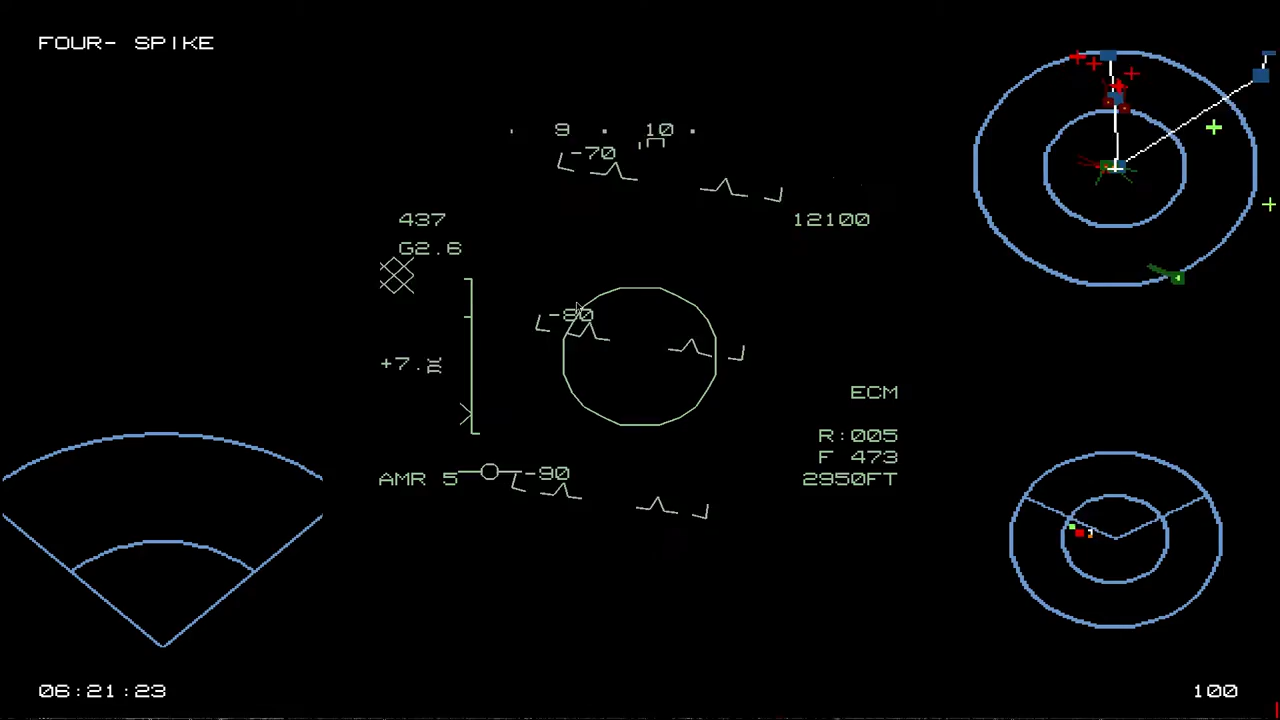 FOUR- SPIKE
9 10
-70
437 12100
G2.6
-80
ECM
R:005
F 473
AMR 5 -90 2950FT
06:21:23 100